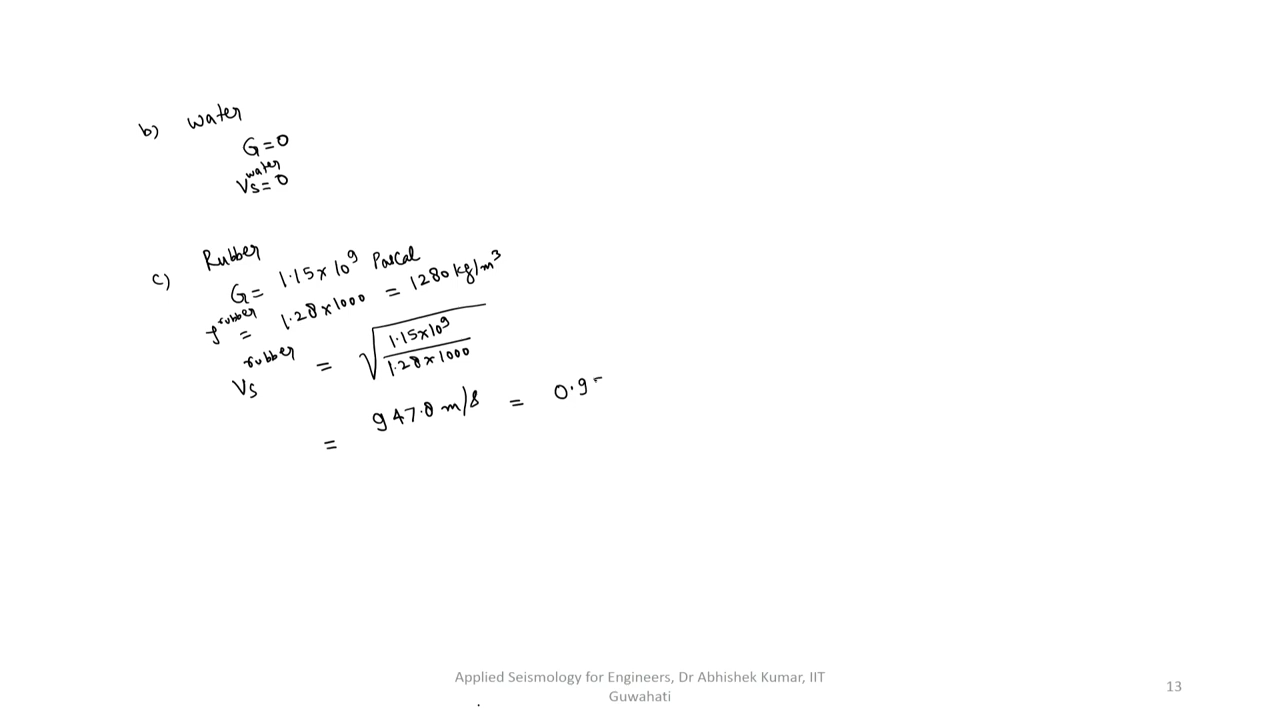 b) Water
G=0
Vs water = 0
c) Rubber
G= 1.15 x 10^9 Pascal
ρ rubber = 1.28 x 1000 = 1280 kg/m^3
Vs rubber = √(1.15x10^9 / 1.28 x 1000)
= 947.8 m/s = 0.9
Applied Seismology for Engineers, Dr Abhishek Kumar, IIT
Guwahati
13